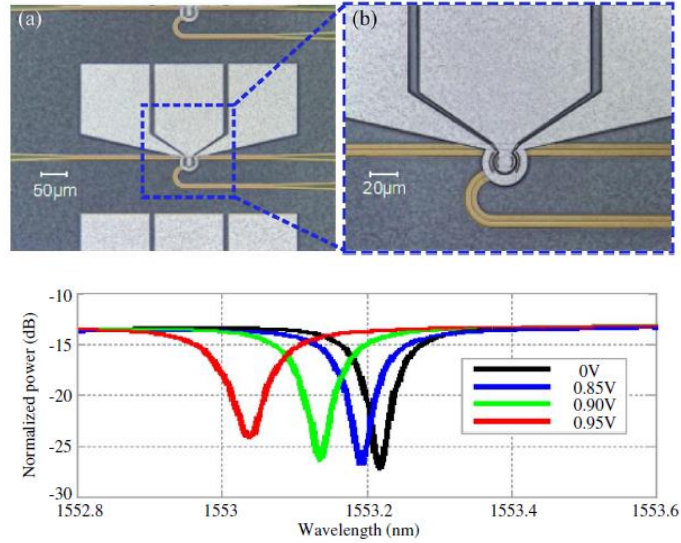 (a)
50μm
(b)
20μm
Normalized power (dB)
-10
-15
-20
-25
-30
0V
0.85V
0.90V
0.95V
1552.8
1553
1553.2
1553.4
1553.6
Wavelength (nm)